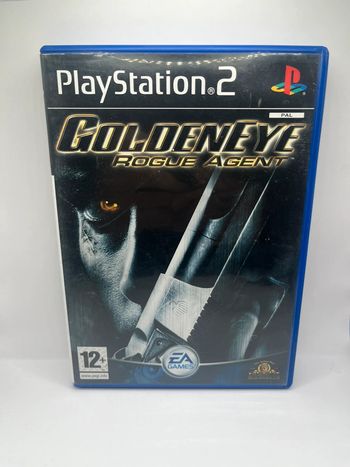 PlayStation®2
PAL
GOLDENEYE
ROGUE AGENT
12+
www.pegi.info
EA
GAMES